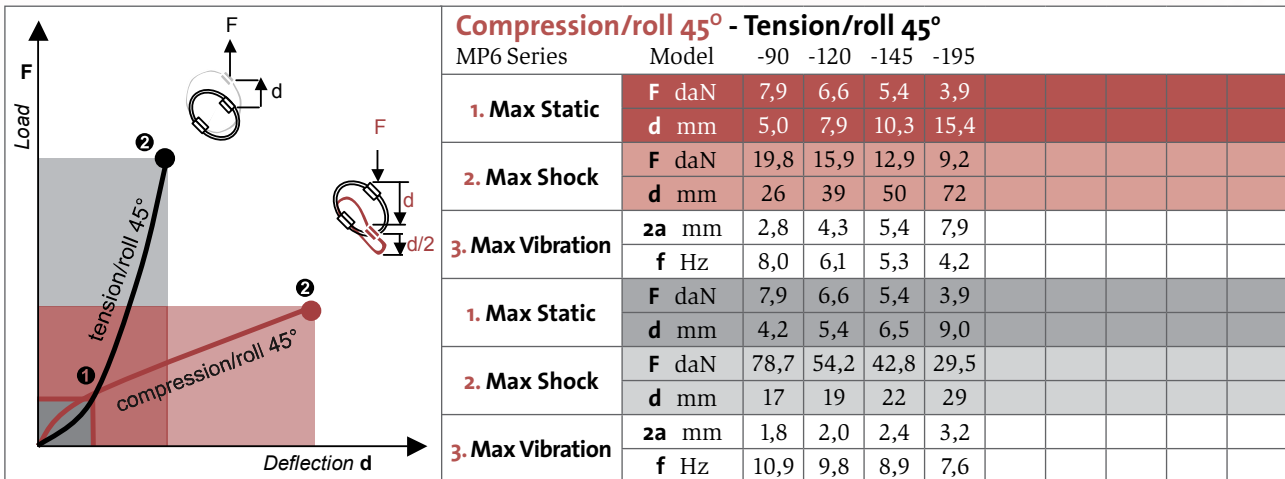 F
Load
F
d
❷
F
d
d/2
tension/roll 45°
❷
❶
compression/roll 45°
Deflection d
Compression/roll 45° - Tension/roll 45°
MP6 Series Model -90 -120 -145 -195
1. Max Static
F daN 7,9 6,6 5,4 3,9
d mm 5,0 7,9 10,3 15,4
2. Max Shock
F daN 19,8 15,9 12,9 9,2
d mm 26 39 50 72
3. Max Vibration
2a mm 2,8 4,3 5,4 7,9
f Hz 8,0 6,1 5,3 4,2
1. Max Static
F daN 7,9 6,6 5,4 3,9
d mm 4,2 5,4 6,5 9,0
2. Max Shock
F daN 78,7 54,2 42,8 29,5
d mm 17 19 22 29
3. Max Vibration
2a mm 1,8 2,0 2,4 3,2
f Hz 10,9 9,8 8,9 7,6